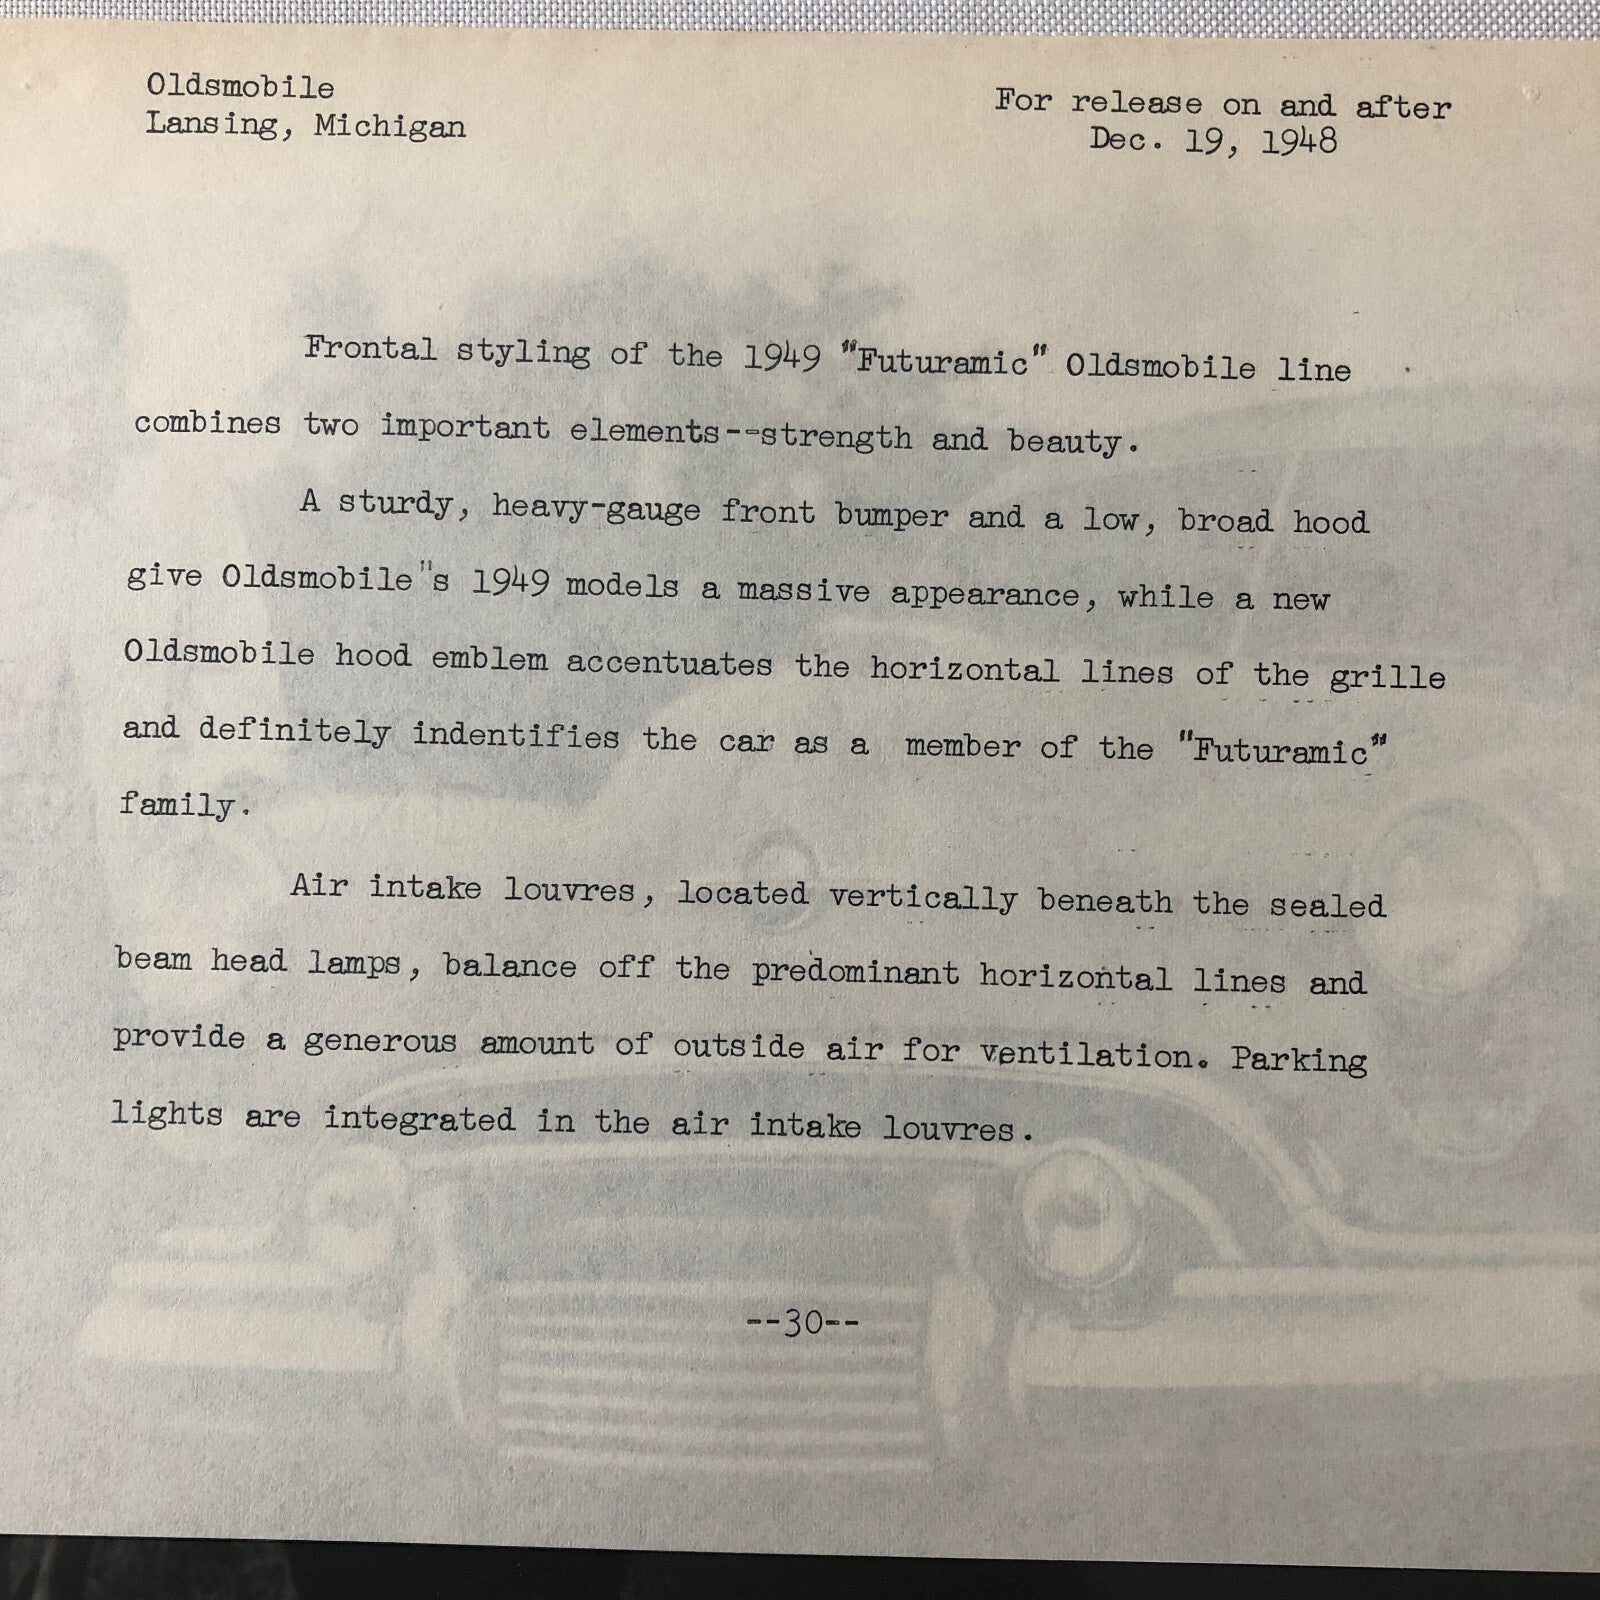 Oldsmobile
Lansing, Michigan
For release on and after
Dec. 19, 1948
Frontal styling of the 1949 "Futuramic" Oldsmobile line
combines two important elements--strength and beauty.
A sturdy, heavy-gauge front bumper and a low, broad hood
give Oldsmobile"s 1949 models a massive appearance, while a new
Oldsmobile hood emblem accentuates the horizontal lines of the grille
and definitely indentifies the car as a member of the "Futuramic"
family.
Air intake louvres, located vertically beneath the sealed
beam head lamps, balance off the predominant horizontal lines and
provide a generous amount of outside air for ventilation. Parking
lights are integrated in the air intake louvres.
--30--